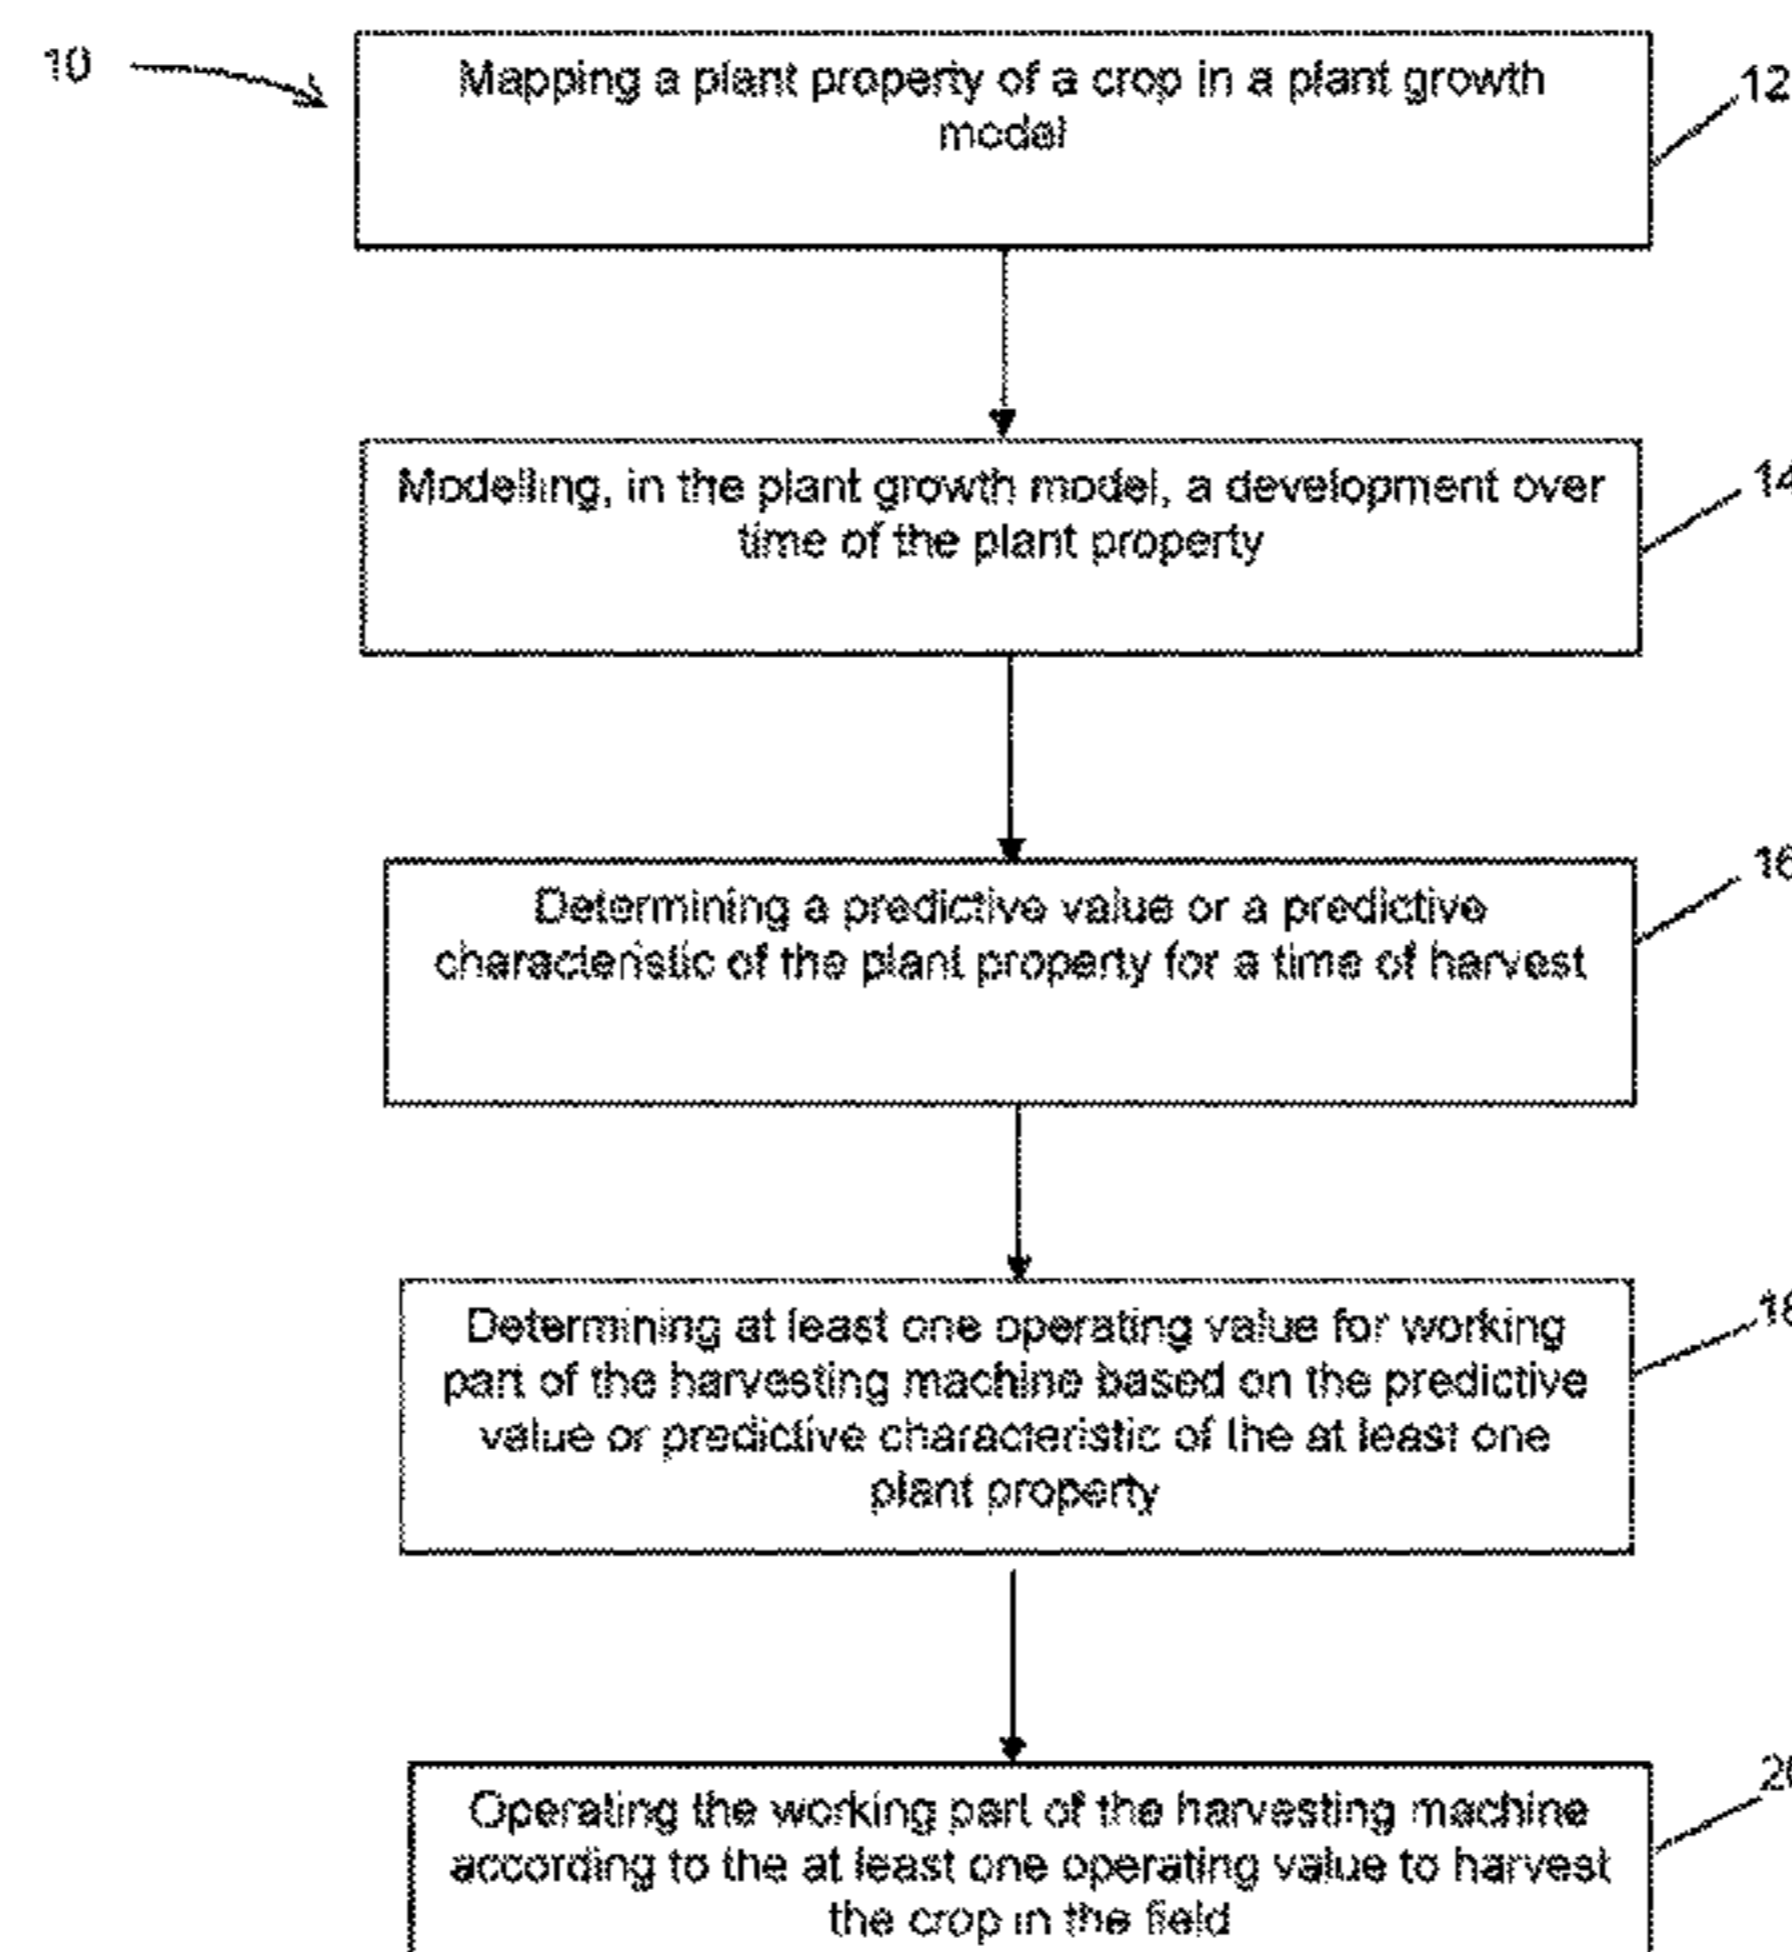 10
Mapping a plant property of a crop in a plant growth
model
12
Modelling, in the plant growth model, a development over
time of the plant property
14
Determining a predictive value or a predictive
characteristic of the plant property for a time of harvest
16
Determining at least one operating value for working
part of the harvesting machine based on the predictive
value or predictive characteristic of the at least one
plant property
18
Operating the working part of the harvesting machine
according to the at least one operating value to harvest
the crop in the field
20